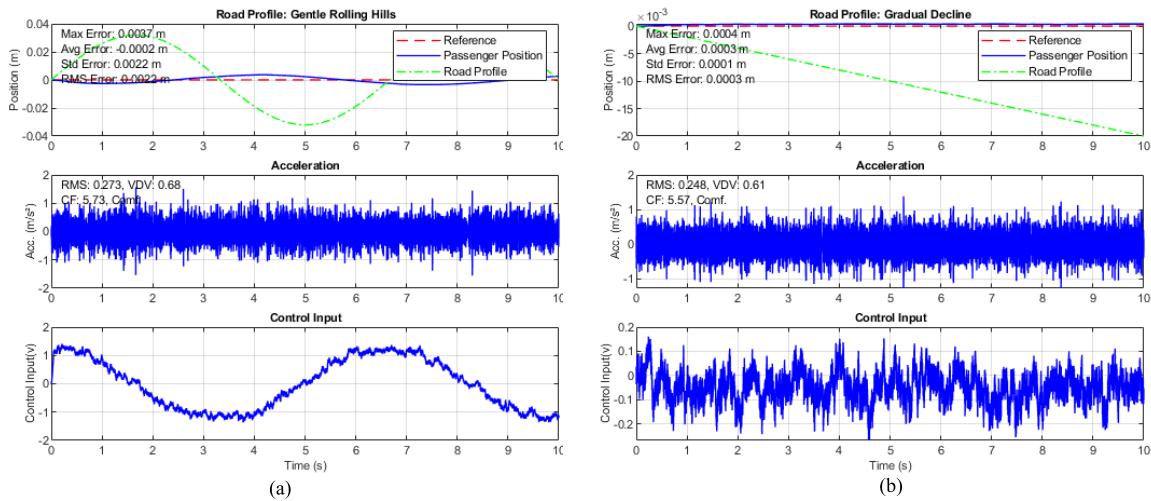 Road Profile: Gentle Rolling Hills
Max Error: 0.0037 m
Avg Error: -0.0002 m
Std Error: 0.0022 m
RMS Error: 0.0022 m
Reference
Passenger Position
Road Profile
Position (m)
0.04
0.02
0
-0.02
-0.04
0 1 2 3 4 5 6 7 8 9 10
Acceleration
RMS: 0.273, VDV: 0.68
CF: 5.73, Comf.
Acc. (m/s²)
2
1
0
-1
-2
0 1 2 3 4 5 6 7 8 9 10
Control Input
Control Input(v)
2
1
0
-1
-2
0 1 2 3 4 5 6 7 8 9 10
Time (s)
(a)
Road Profile: Gradual Decline
×10⁻³
Max Error: 0.0004 m
Avg Error: 0.0003 m
Std Error: 0.0001 m
RMS Error: 0.0003 m
Reference
Passenger Position
Road Profile
Position (m)
0
-5
-10
-15
-20
0 1 2 3 4 5 6 7 8 9 10
Acceleration
RMS: 0.248, VDV: 0.61
CF: 5.57, Comf.
Acc. (m/s²)
2
1
0
-1
0 1 2 3 4 5 6 7 8 9 10
Control Input
Control Input(v)
0.2
0.1
0
-0.1
-0.2
0 1 2 3 4 5 6 7 8 9 10
Time (s)
(b)